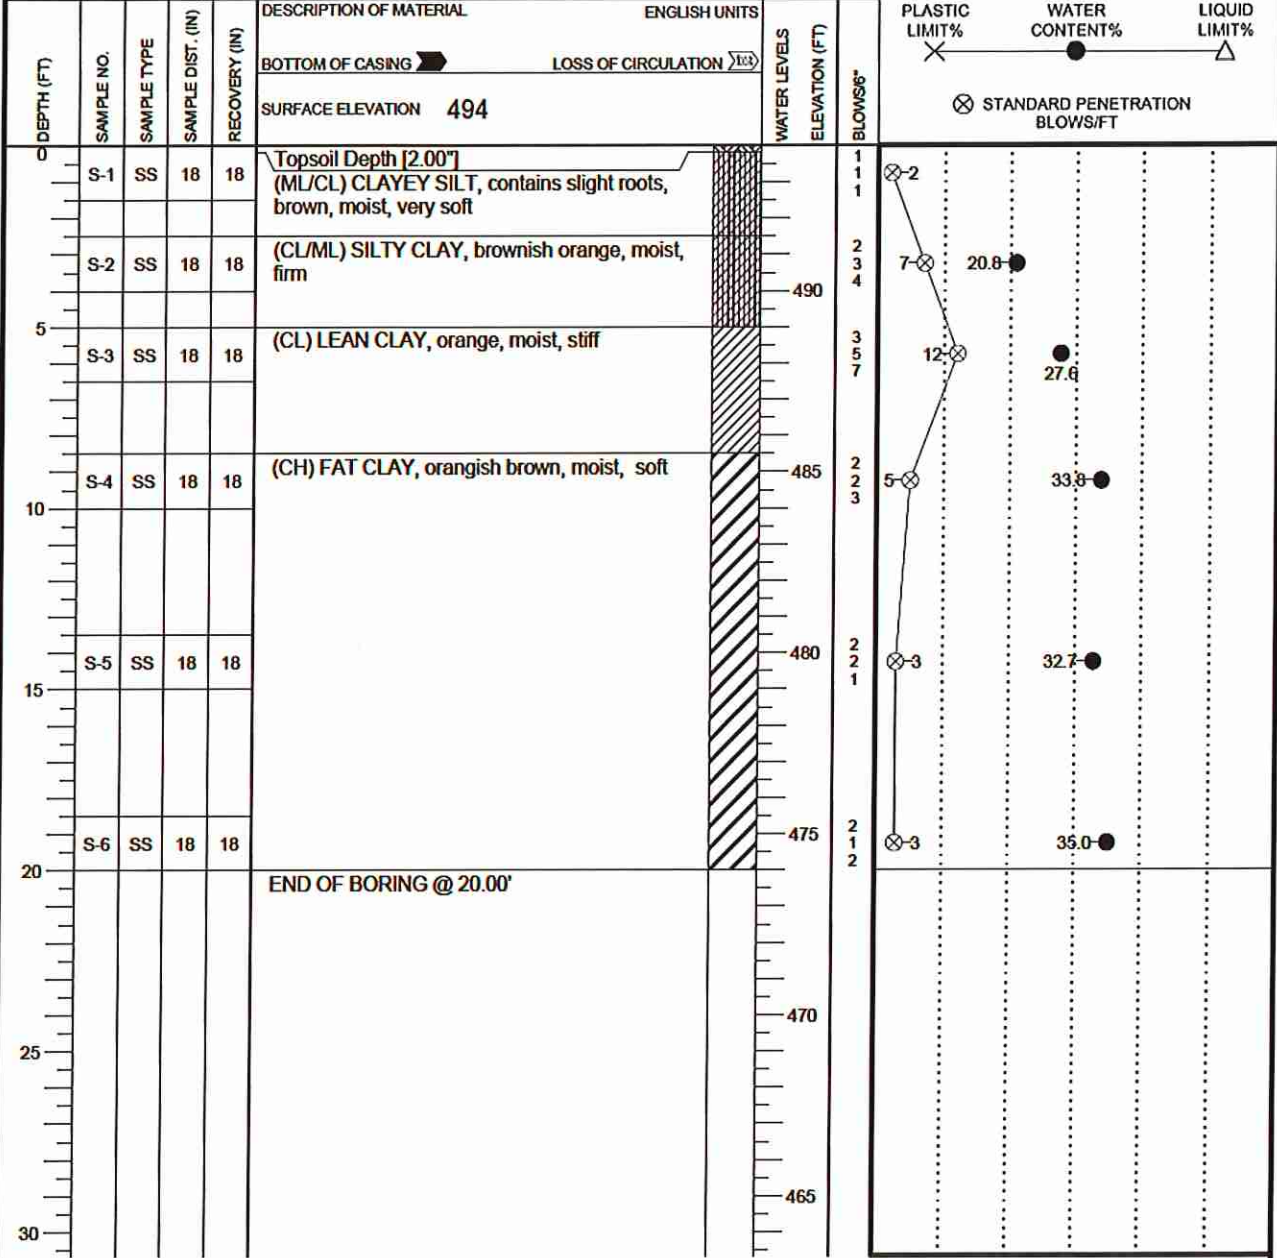 DEPTH (FT)
SAMPLE NO.
SAMPLE TYPE
SAMPLE DIST. (IN)
RECOVERY (IN)
DESCRIPTION OF MATERIAL ENGLISH UNITS
BOTTOM OF CASING LOSS OF CIRCULATION
SURFACE ELEVATION 494
WATER LEVELS
ELEVATION (FT)
BLOWS/6"
PLASTIC LIMIT% WATER CONTENT% LIQUID LIMIT%
STANDARD PENETRATION
BLOWS/FT
0
Topsoil Depth [2.00"]
S-1 SS 18 18
(ML/CL) CLAYEY SILT, contains slight roots,
brown, moist, very soft
1
1
1
2
S-2 SS 18 18
(CL/ML) SILTY CLAY, brownish orange, moist,
firm
2
3
4
7 20.8
490
5
S-3 SS 18 18
(CL) LEAN CLAY, orange, moist, stiff
3
5
7
12
27.6
S-4 SS 18 18
(CH) FAT CLAY, orangish brown, moist, soft
485
2
2
3
5 33.8
10
S-5 SS 18 18
480
2
2
1
3 32.7
15
S-6 SS 18 18
475
2
1
2
3 35.0
20
END OF BORING @ 20.00'
470
25
465
30